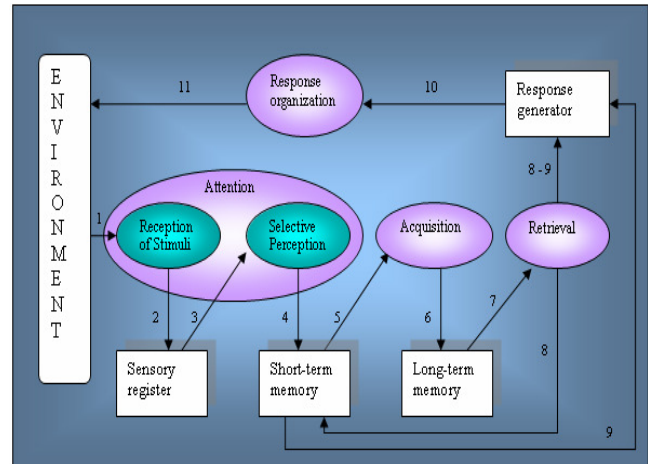 ENVIRONMENT
11
Response
organization
10
Response
generator
8 - 9
Attention
1
Reception
of Stimuli
Selective
Perception
Acquisition
Retrieval
2
3
4
5
6
7
8
Sensory
register
Short-term
memory
Long-term
memory
9